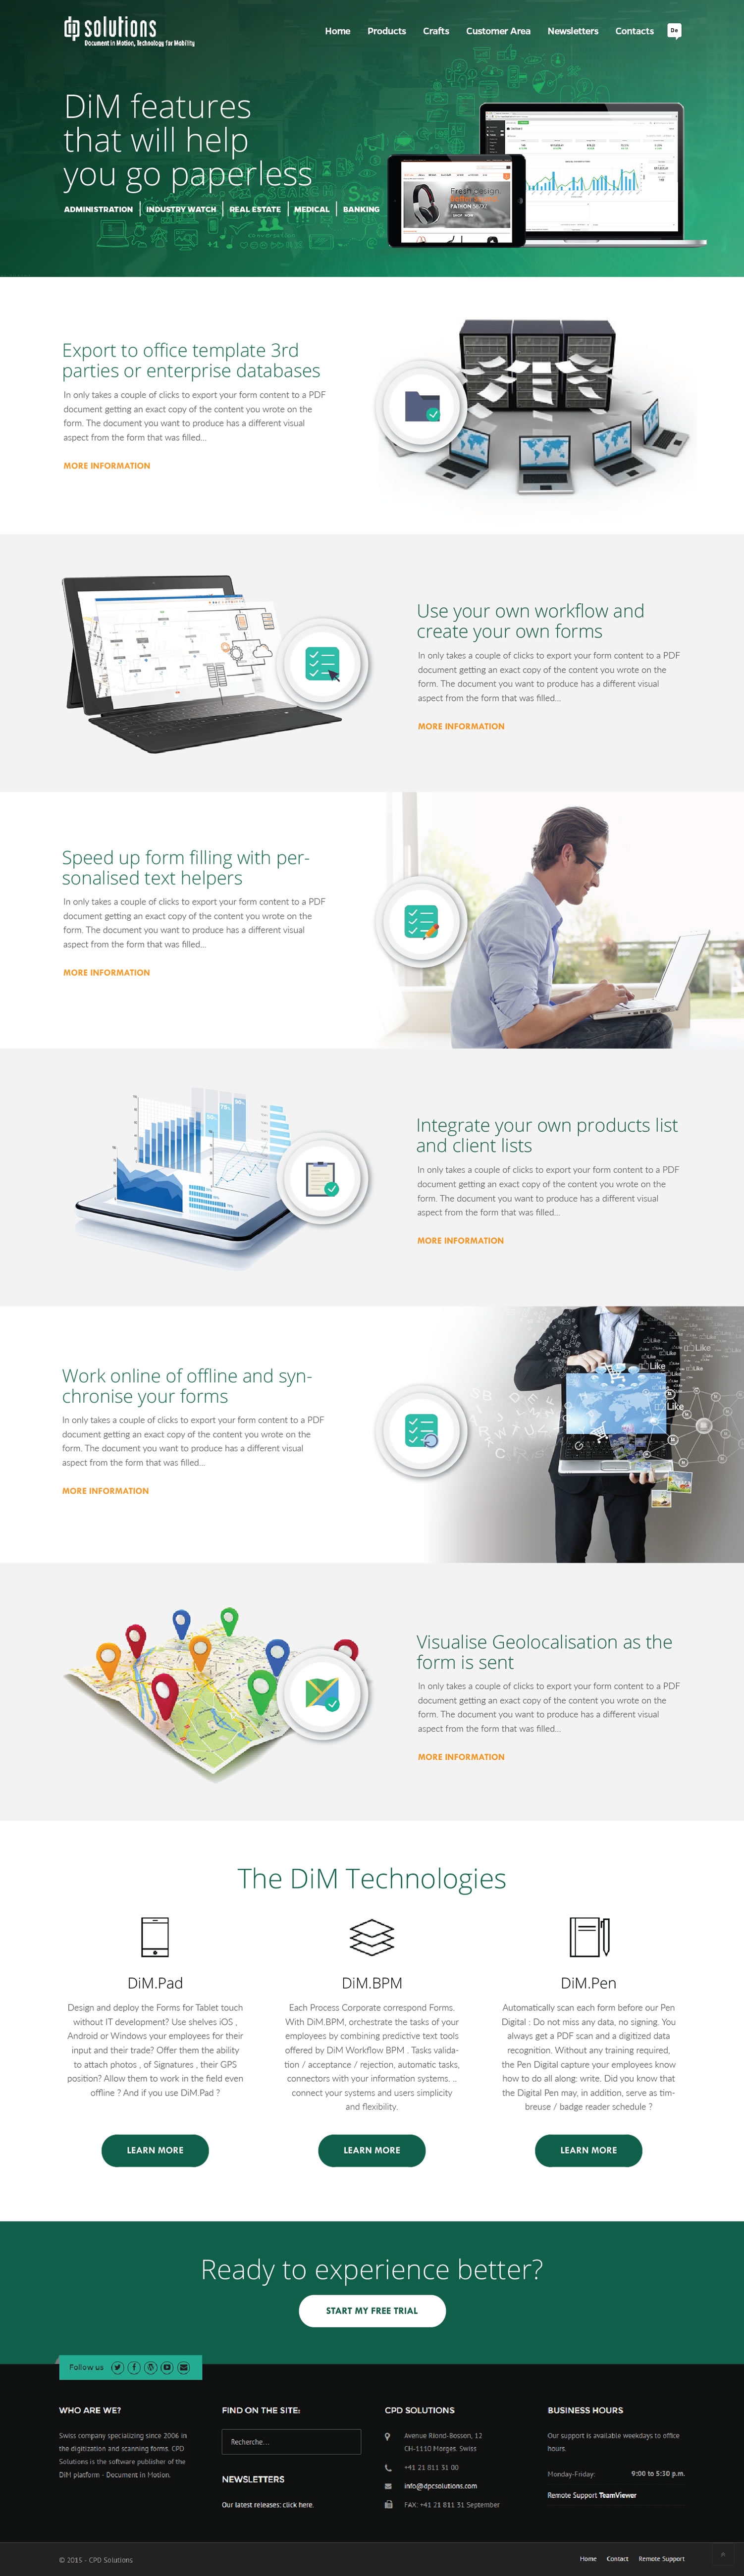 dp solutions
Document in Motion, Technology for Mobility
Home Products Crafts Customer Area Newsletters Contacts De
DiM features
that will help
you go paperless
ADMINISTRATION INDUSTRY WATCH REAL ESTATE MEDICAL BANKING
Export to office template 3rd
parties or enterprise databases
In only takes a couple of clicks to export your form content to a PDF
document getting an exact copy of the content you wrote on the
form. The document you want to produce has a different visual
aspect from the form that was filled...
MORE INFORMATION
Use your own workflow and
create your own forms
In only takes a couple of clicks to export your form content to a PDF
document getting an exact copy of the content you wrote on the
form. The document you want to produce has a different visual
aspect from the form that was filled...
MORE INFORMATION
Speed up form filling with per-
sonalised text helpers
In only takes a couple of clicks to export your form content to a PDF
document getting an exact copy of the content you wrote on the
form. The document you want to produce has a different visual
aspect from the form that was filled...
MORE INFORMATION
Integrate your own products list
and client lists
In only takes a couple of clicks to export your form content to a PDF
document getting an exact copy of the content you wrote on the
form. The document you want to produce has a different visual
aspect from the form that was filled...
MORE INFORMATION
Work online of offline and syn-
chronise your forms
In only takes a couple of clicks to export your form content to a PDF
document getting an exact copy of the content you wrote on the
form. The document you want to produce has a different visual
aspect from the form that was filled...
MORE INFORMATION
Like
Like
Like
Like
Visualise Geolocalisation as the
form is sent
In only takes a couple of clicks to export your form content to a PDF
document getting an exact copy of the content you wrote on the
form. The document you want to produce has a different visual
aspect from the form that was filled...
MORE INFORMATION
The DiM Technologies
DiM.Pad
Design and deploy the Forms for Tablet touch
without IT development? Use shelves iOS ,
Android or Windows your employees for their
input and their trade? Offer them the ability
to attach photos , of Signatures , their GPS
position? Allow them to work in the field even
offline ? And if you use DiM.Pad ?
LEARN MORE
DiM.BPM
Each Process Corporate correspond Forms.
With DiM.BPM, orchestrate the tasks of your
employees by combining predictive text tools
offered by DiM Workflow BPM . Tasks valida-
tion / acceptance / rejection, automatic tasks,
connectors with your information systems. ..
connect your systems and users simplicity
and flexibility.
LEARN MORE
DiM.Pen
Automatically scan each form before our Pen
Digital : Do not miss any data, no signing. You
always get a PDF scan and a digitized data
recognition. Without any training required,
the Pen Digital capture your employees know
how to do all along: write. Did you know that
the Digital Pen may, in addition, serve as tim-
breuse / badge reader schedule ?
LEARN MORE
Ready to experience better?
START MY FREE TRIAL
Follow us
WHO ARE WE?
Swiss company specializing since 2006 in
the digitization and scanning forms. CPD
Solutions is the software publisher of the
DiM platform - Document in Motion.
FIND ON THE SITE:
Recherche...
NEWSLETTERS
Our latest releases: click here.
CPD SOLUTIONS
Avenue Riond-Bosson, 12
CH-1110 Morges. Swiss
+41 21 811 31 00
info@dpcsolutions.com
FAX: +41 21 811 31 September
BUSINESS HOURS
Our support is available weekdays to office
hours.
Monday-Friday: 9:00 to 5:30 p.m.
Remote Support TeamViewer
© 2015 - CPD Solutions
Home Contact Remote Support